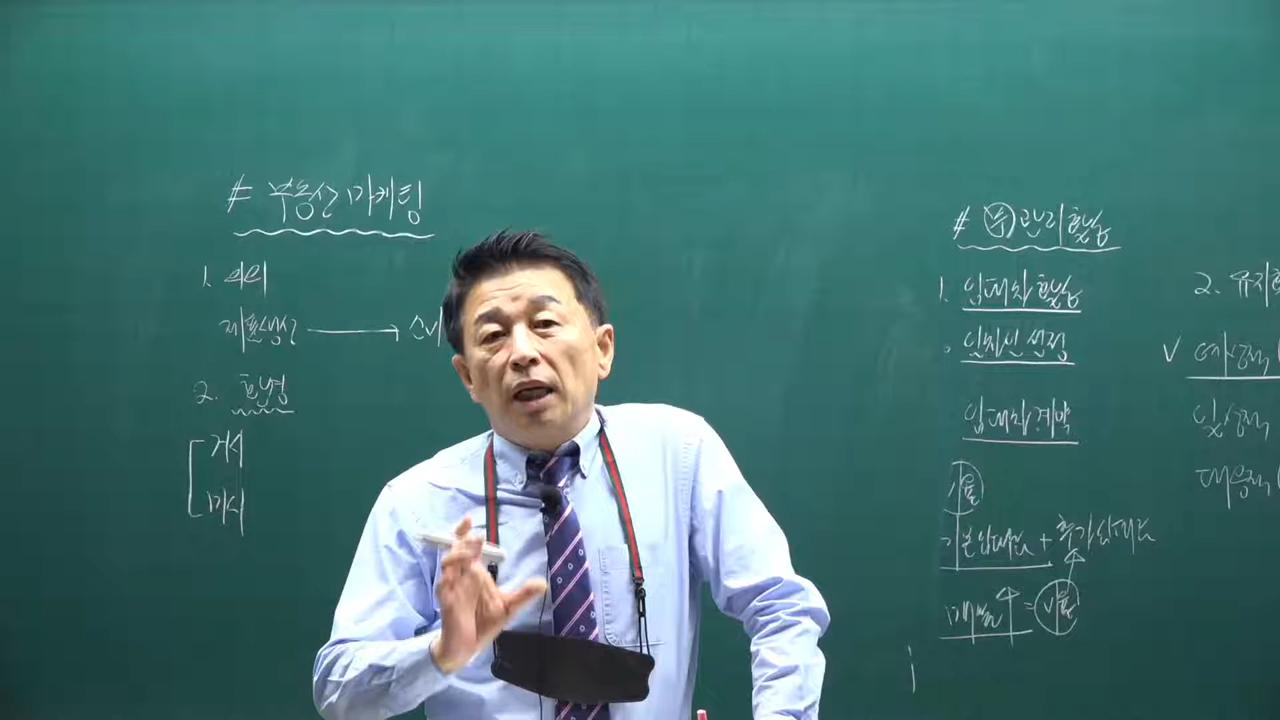 # 부동산 마케팅
1. 의의
제품생산 → 소비
2. 환경
거시
미시
# 부 관리활동
1. 임대차 활동
· 임차인 선정
임대차 계약
비율
기본임대료 + 추가임대료
매출↑ = 비율
2. 유지
V 예방적
일상적
대응적